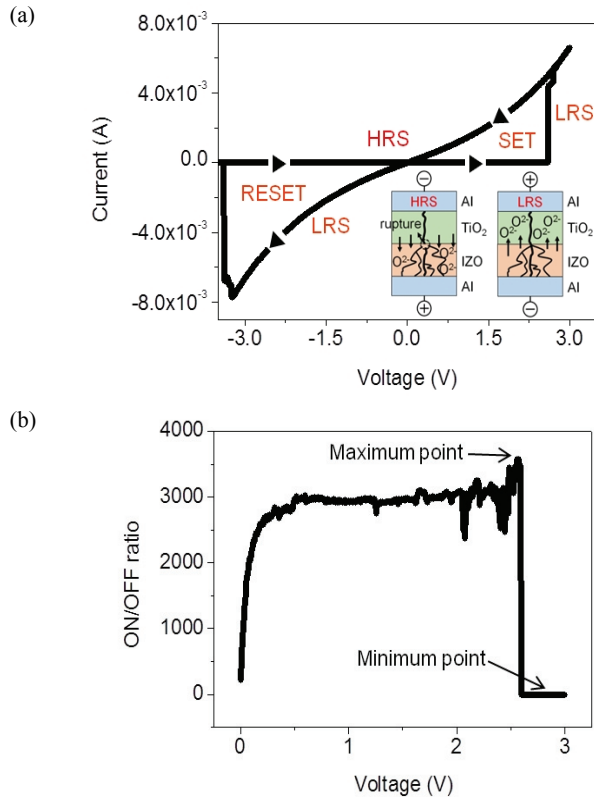 (a)
8.0x10⁻³
4.0x10⁻³
0.0
-4.0x10⁻³
-8.0x10⁻³
Current (A)
HRS
SET
LRS
RESET
LRS
HRS
rupture
O²⁻
O²⁻
O²⁻
Al
TiO₂
IZO
Al
LRS
O²⁻
O²⁻
O²⁻
O²⁻
Al
TiO₂
IZO
Al
-3.0 -1.5 0.0 1.5 3.0
Voltage (V)
(b)
4000
3000
2000
1000
0
ON/OFF ratio
Maximum point
Minimum point
0 1 2 3
Voltage (V)